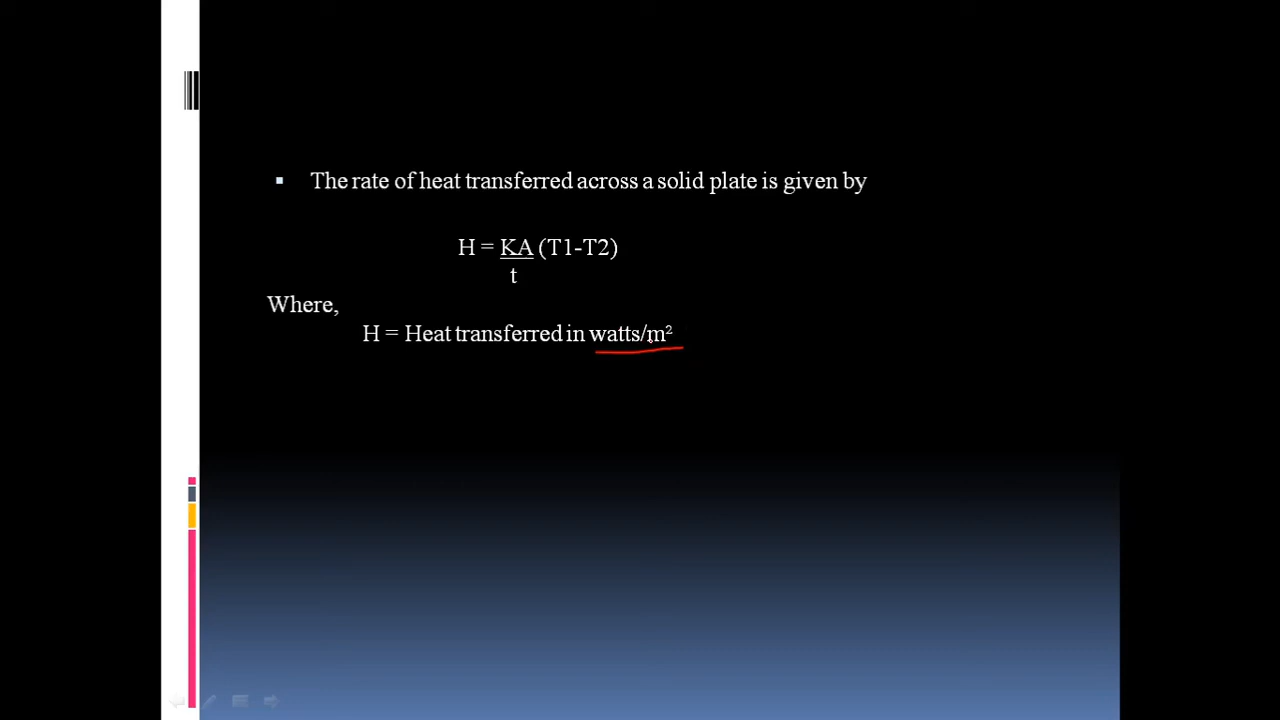 ▪ The rate of heat transferred across a solid plate is given by
H = KA (T1-T2)
t
Where,
H = Heat transferred in watts/m²